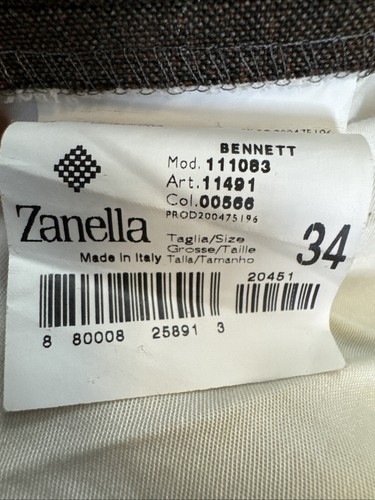 BENNETT
Mod. 111063
Art. 11491
Col. 00566
PROD200475196
Zanella
Made in Italy
Taglia/Size
Grosse/Taille
Talla/Tamanho
34
20451
8 80008 25891 3